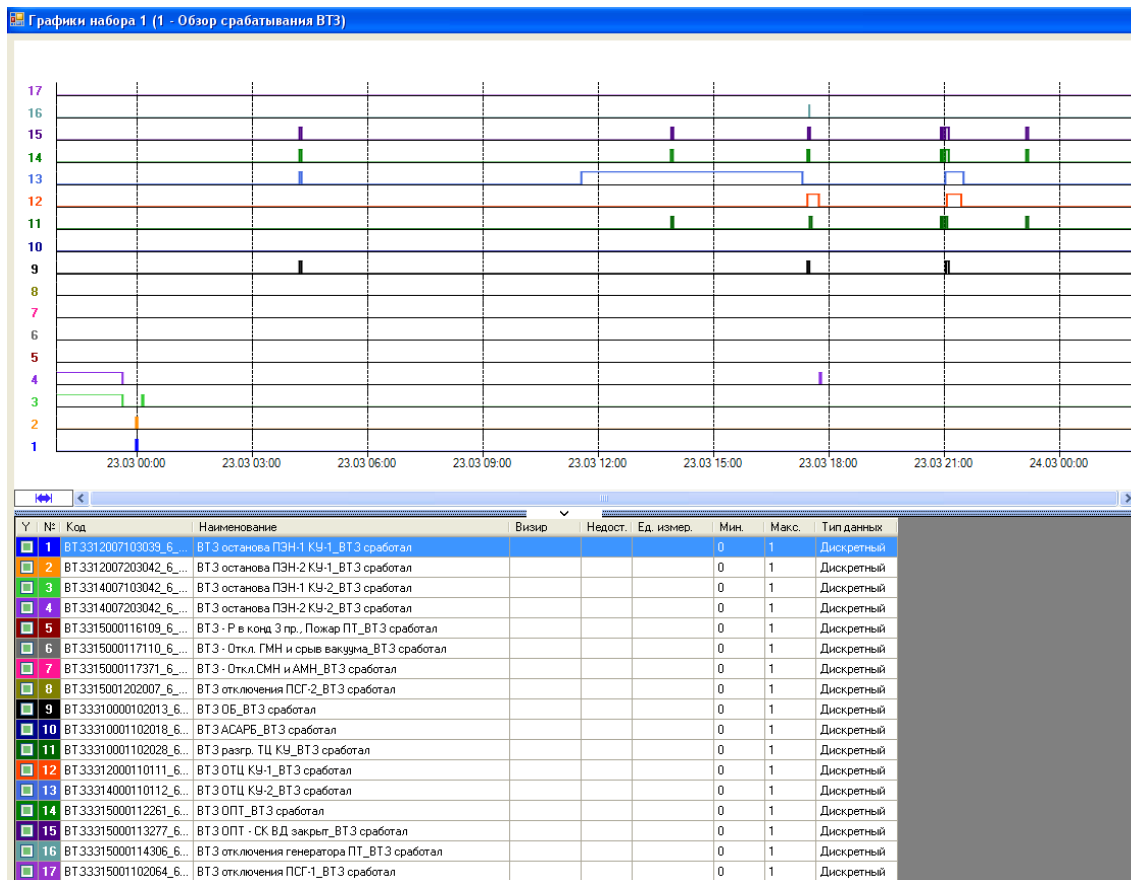 Графики набора 1 (1 - Обзор срабатывания ВТЗ)
17
16
15
14
13
12
11
10
9
8
7
6
5
4
3
2
1
23.03 00:00 23.03 03:00 23.03 06:00 23.03 09:00 23.03 12:00 23.03 15:00 23.03 18:00 23.03 21:00 24.03 00:00
Y № Код Наименование Визир Недост. Ед. измер. Мин. Макс. Тип данных
1 ВТ3312007103039_6_... ВТЗ останова ПЭН-1 КУ-1_ВТЗ сработал 0 1 Дискретный
2 ВТ3312007203042_6_... ВТЗ останова ПЭН-2 КУ-1_ВТЗ сработал 0 1 Дискретный
3 ВТ3314007103042_6_... ВТЗ останова ПЭН-1 КУ-2_ВТЗ сработал 0 1 Дискретный
4 ВТ3314007203042_6_... ВТЗ останова ПЭН-2 КУ-2_ВТЗ сработал 0 1 Дискретный
5 ВТ3315000116109_6_... ВТЗ - Р в конд 3 пр., Пожар ПТ_ВТЗ сработал 0 1 Дискретный
6 ВТ3315000117110_6_... ВТЗ - Откл. ГМН и срыв вакуума_ВТЗ сработал 0 1 Дискретный
7 ВТ3315000117371_6_... ВТЗ - Откл.СМН и АМН_ВТЗ сработал 0 1 Дискретный
8 ВТ3315001202007_6_... ВТЗ отключения ПСГ-2_ВТЗ сработал 0 1 Дискретный
9 ВТ33310000102013_6... ВТЗ ОБ_ВТЗ сработал 0 1 Дискретный
10 ВТ33310001102018_6... ВТЗ АСАРБ_ВТЗ сработал 0 1 Дискретный
11 ВТ33310001102028_6... ВТЗ разгр. ТЦ КУ_ВТЗ сработал 0 1 Дискретный
12 ВТ33312000110111_6... ВТЗ ОТЦ КУ-1_ВТЗ сработал 0 1 Дискретный
13 ВТ33314000110112_6... ВТЗ ОТЦ КУ-2_ВТЗ сработал 0 1 Дискретный
14 ВТ33315000112261_6... ВТЗ ОПТ_ВТЗ сработал 0 1 Дискретный
15 ВТ33315000113277_6... ВТЗ ОПТ - СК ВД закрыт_ВТЗ сработал 0 1 Дискретный
16 ВТ33315000114306_6... ВТЗ отключения генератора ПТ_ВТЗ сработал 0 1 Дискретный
17 ВТ33315001102064_6... ВТЗ отключения ПСГ-1_ВТЗ сработал 0 1 Дискретный